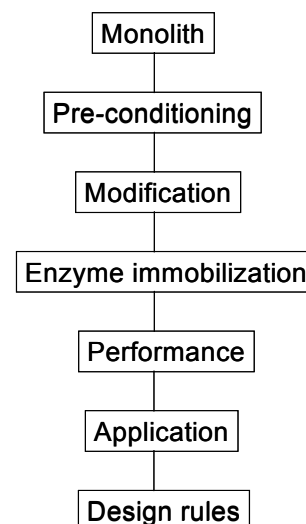 Monolith
Pre-conditioning
Modification
Enzyme immobilization
Performance
Application
Design rules